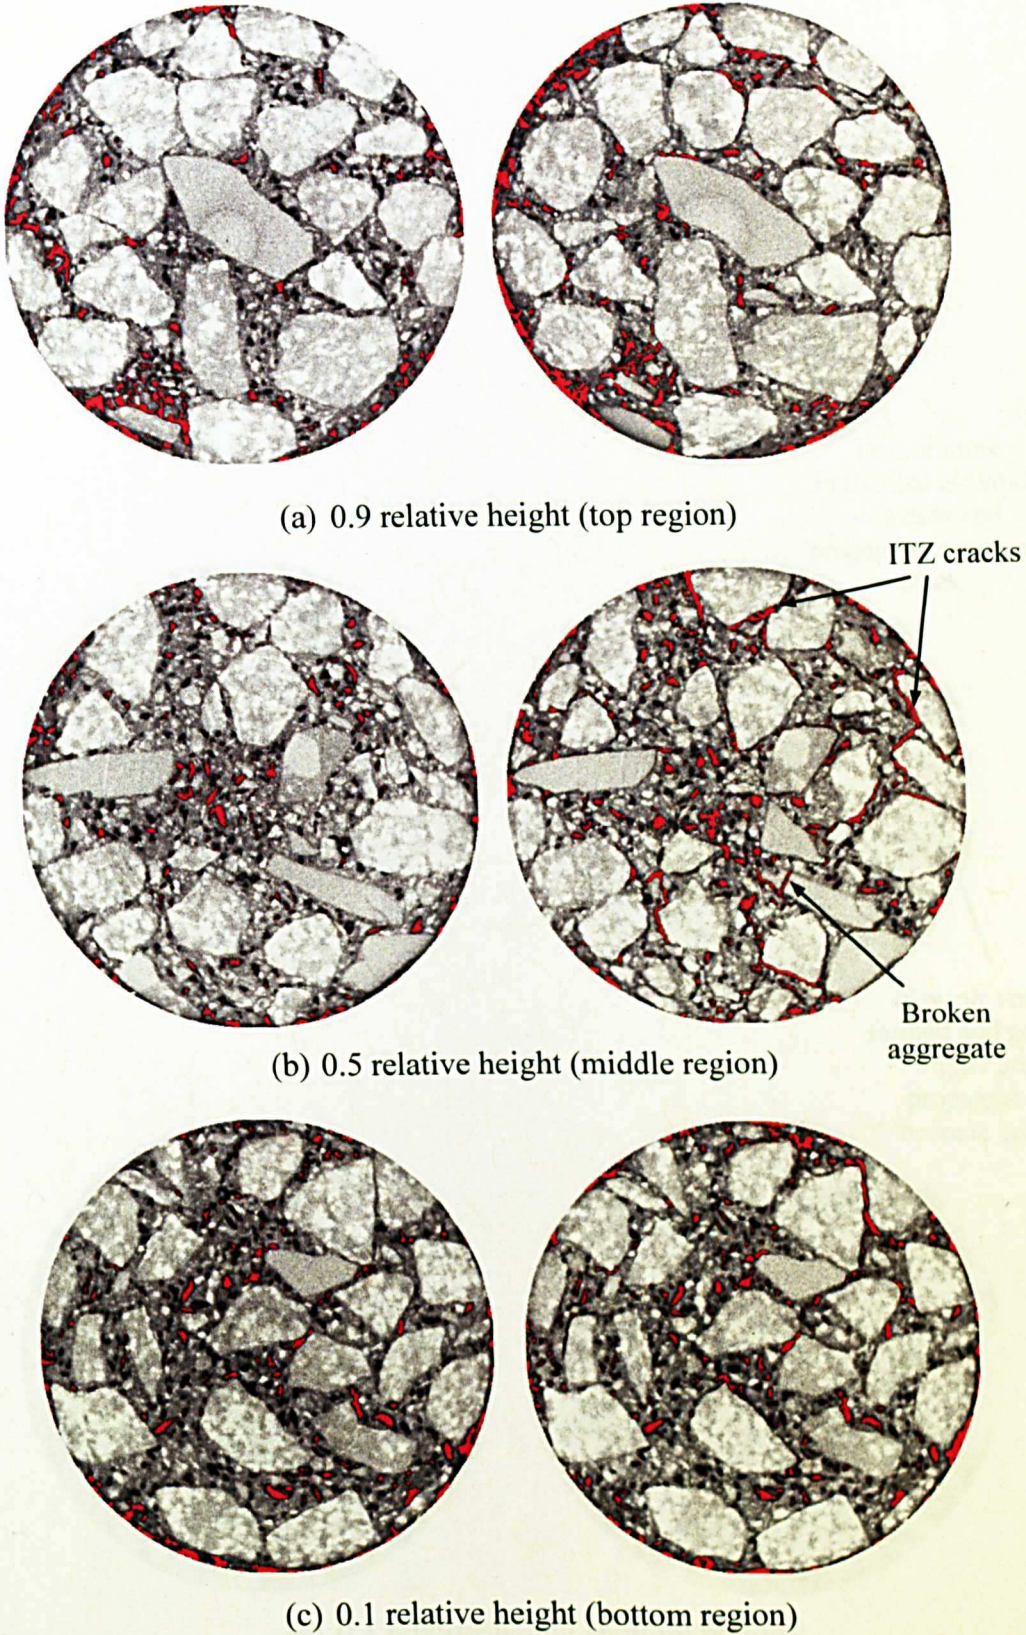 (a) 0.9 relative height (top region)
ITZ cracks
Broken
aggregate
(b) 0.5 relative height (middle region)
(c) 0.1 relative height (bottom region)